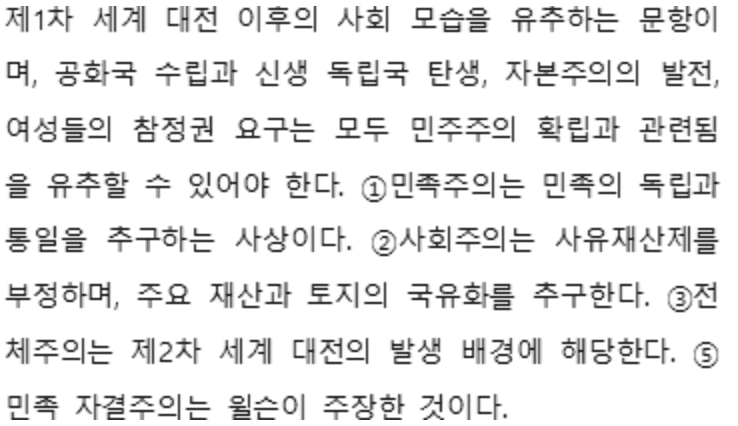 제1차 세계 대전 이후의 사회 모습을 유추하는 문항이
며, 공화국 수립과 신생 독립국 탄생, 자본주의의 발전,
여성들의 참정권 요구는 모두 민주주의 확립과 관련됨
을 유추할 수 있어야 한다. ①민족주의는 민족의 독립과
통일을 추구하는 사상이다. ②사회주의는 사유재산제를
부정하며, 주요 재산과 토지의 국유화를 추구한다. ③전
체주의는 제2차 세계 대전의 발생 배경에 해당한다. ⑤
민족 자결주의는 윌슨이 주장한 것이다.